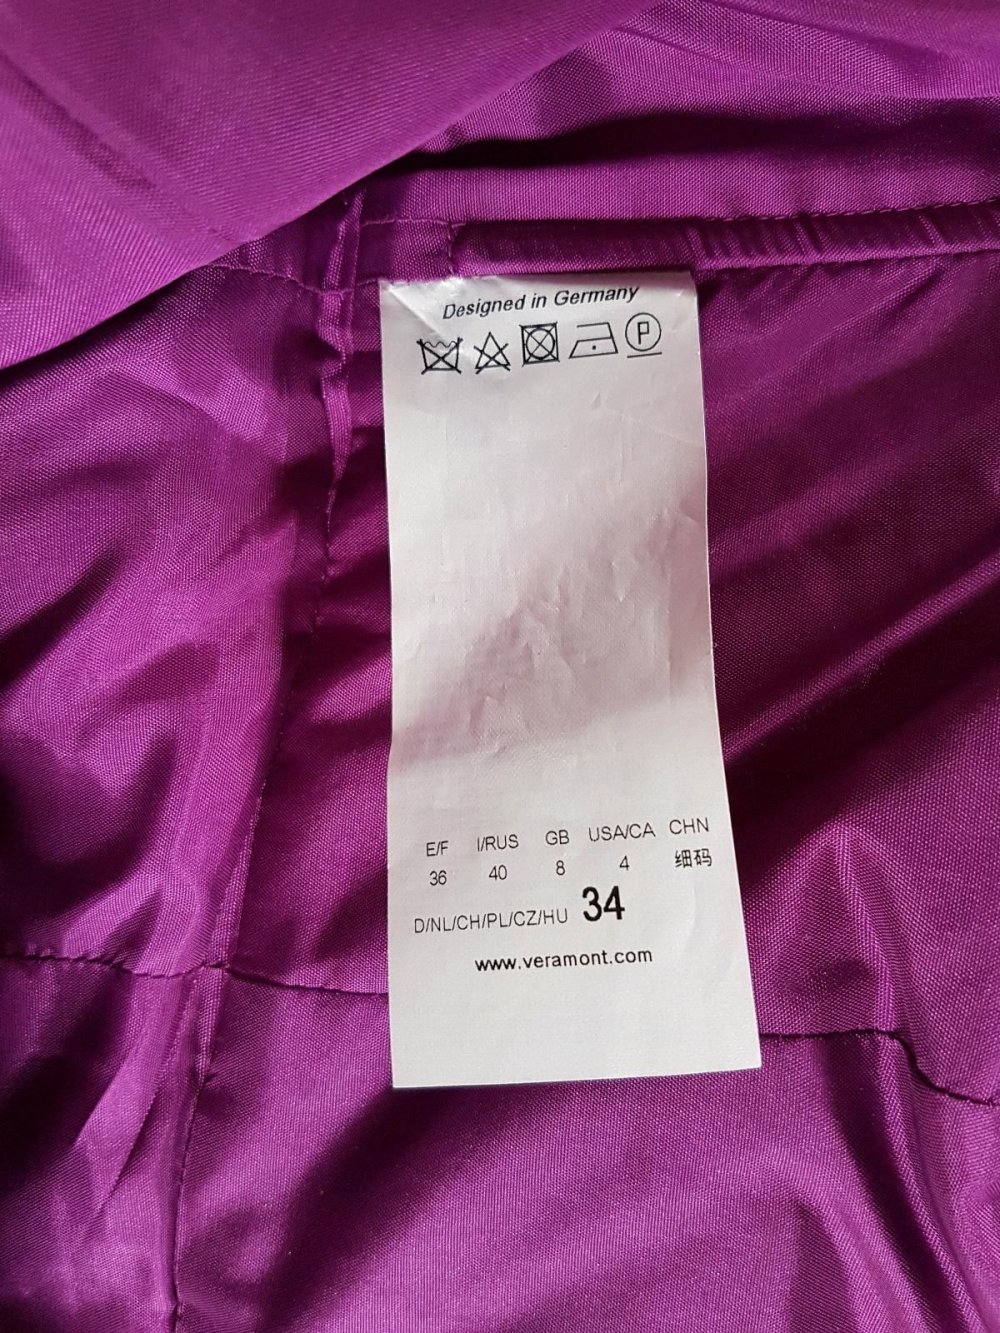 Designed in Germany
P
E/F I/RUS GB USA/CA CHN
36 40 8 4 细码
D/NL/CH/PL/CZ/HU 34
www.veramont.com